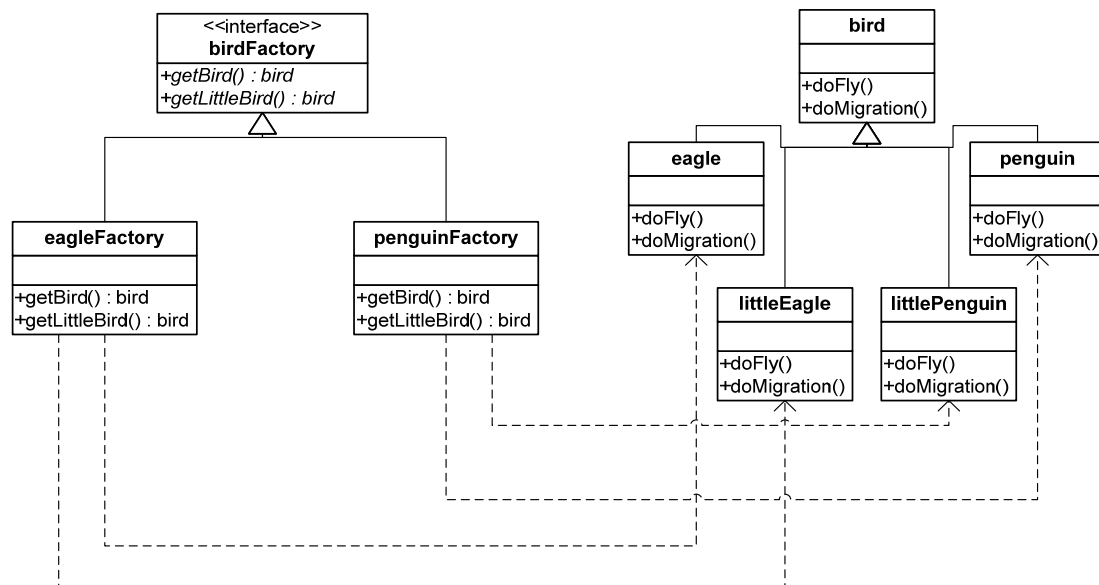 <<interface>>
birdFactory
+getBird() : bird
+getLittleBird() : bird
bird
+doFly()
+doMigration()
eagle
+doFly()
+doMigration()
penguin
+doFly()
+doMigration()
eagleFactory
+getBird() : bird
+getLittleBird() : bird
penguinFactory
+getBird() : bird
+getLittleBird() : bird
littleEagle
+doFly()
+doMigration()
littlePenguin
+doFly()
+doMigration()